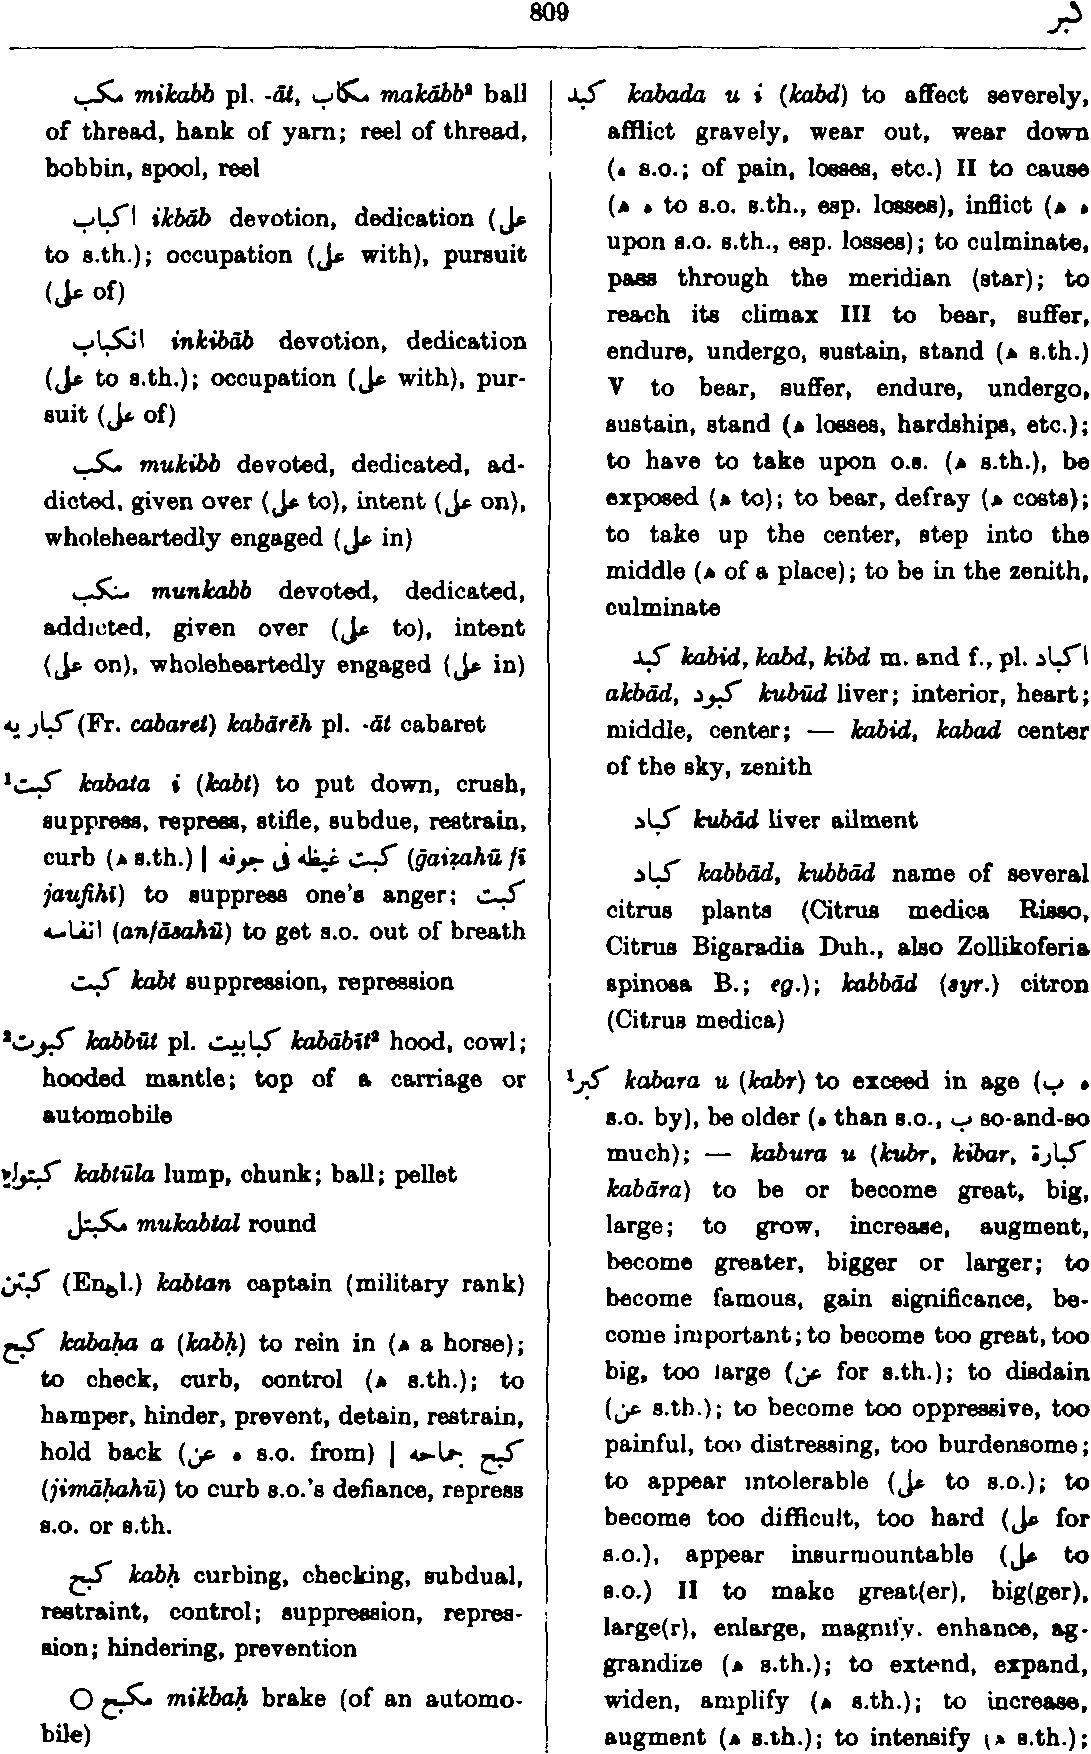 809
كبر
مكب mikabb pl. -āt, مكاب makābb² ball
of thread, hank of yarn; reel of thread,
bobbin, spool, reel
اكباب ikbāb devotion, dedication (على
to s.th.); occupation (على with), pursuit
(على of)
انكباب inkibāb devotion, dedication
(على to s.th.); occupation (على with), pur-
suit (على of)
مكب mukibb devoted, dedicated, ad-
dicted, given over (على to), intent (على on),
wholeheartedly engaged (على in)
منكب munkabb devoted, dedicated,
addicted, given over (على to), intent
(على on), wholeheartedly engaged (على in)
كباريه (Fr. cabaret) kabārēh pl. -āt cabaret
¹كبت kabata i (kabt) to put down, crush,
suppress, repress, stifle, subdue, restrain,
curb (ه s.th.) | كبت غيظه فى جوفه (ḡaiẓahū fī
jaufihī) to suppress one's anger; كبت
انفاسه (anfāsahū) to get s.o. out of breath
كبت kabt suppression, repression
²كبوت kabbūt pl. كبابيت kabābīt² hood, cowl;
hooded mantle; top of a carriage or
automobile
كبتولة kabtūla lump, chunk; ball; pellet
مكبتل mukabtal round
كبتن (Engl.) kabtan captain (military rank)
كبح kabaḥa a (kabḥ) to rein in (ه a horse);
to check, curb, control (ه s.th.); to
hamper, hinder, prevent, detain, restrain,
hold back (عن ه s.o. from) | كبح جماحه
(jimāḥahū) to curb s.o.'s defiance, repress
s.o. or s.th.
كبح kabḥ curbing, checking, subdual,
restraint, control; suppression, repres-
sion; hindering, prevention
O مكبح mikbaḥ brake (of an automo-
bile)
كبد kabada u i (kabd) to affect severely,
afflict gravely, wear out, wear down
(ه s.o.; of pain, losses, etc.) II to cause
(ه ه to s.o. s.th., esp. losses), inflict (ه ه
upon s.o. s.th., esp. losses); to culminate,
pass through the meridian (star); to
reach its climax III to bear, suffer,
endure, undergo, sustain, stand (ه s.th.)
V to bear, suffer, endure, undergo,
sustain, stand (ه losses, hardships, etc.);
to have to take upon o.s. (ه s.th.), be
exposed (ه to); to bear, defray (ه costs);
to take up the center, step into the
middle (ه of a place); to be in the zenith,
culminate
كبد kabid, kabd, kibd m. and f., pl. اكباد
akbād, كبود kubūd liver; interior, heart;
middle, center; — kabid, kabad center
of the sky, zenith
كباد kubād liver ailment
كباد kabbād, kubbād name of several
citrus plants (Citrus medica Risso,
Citrus Bigaradia Duh., also Zollikoferia
spinosa B.; eg.); kabbād (syr.) citron
(Citrus medica)
¹كبر kabara u (kabr) to exceed in age (ب ه
s.o. by), be older (ه than s.o., ب so-and-so
much); — kabura u (kubr, kibar, كبارة
kabāra) to be or become great, big,
large; to grow, increase, augment,
become greater, bigger or larger; to
become famous, gain significance, be-
come important; to become too great, too
big, too large (عن for s.th.); to disdain
(عن s.th.); to become too oppressive, too
painful, too distressing, too burdensome;
to appear intolerable (على to s.o.); to
become too difficult, too hard (على for
s.o.), appear insurmountable (على to
s.o.) II to make great(er), big(ger),
large(r), enlarge, magnify, enhance, ag-
grandize (ه s.th.); to extend, expand,
widen, amplify (ه s.th.); to increase,
augment (ه s.th.); to intensify (ه s.th.);